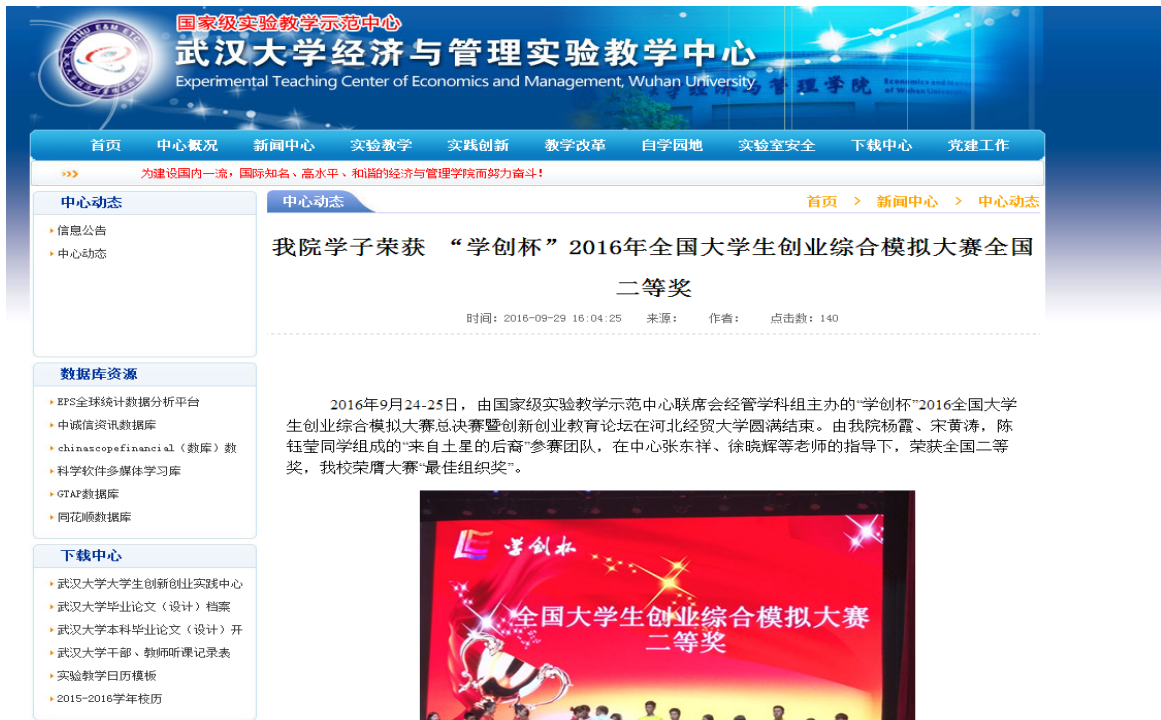 国家级实验教学示范中心
武汉大学经济与管理实验教学中心
Experimental Teaching Center of Economics and Management, Wuhan University
首页 中心概况 新闻中心 实验教学 实践创新 教学改革 自学园地 实验室安全 下载中心 党建工作
>>> 为建设国内一流，国际知名、高水平、和谐的经济与管理学院而努力奋斗！
中心动态
信息公告
中心动态
数据库资源
EPS全球统计数据分析平台
中诚信资讯数据库
chinascopefinancial（数库）数
科学软件多媒体学习库
GTAP数据库
同花顺数据库
下载中心
武汉大学大学生创新创业实践中心
武汉大学毕业论文（设计）档案
武汉大学本科毕业论文（设计）开
武汉大学干部、教师听课记录表
实验教学日历模板
2015-2016学年校历
中心动态 首页 > 新闻中心 > 中心动态
我院学子荣获 “学创杯”2016年全国大学生创业综合模拟大赛全国
二等奖
时间：2016-09-29 16:04:25 来源： 作者： 点击数：140
2016年9月24-25日，由国家级实验教学示范中心联席会经管学科组主办的“学创杯”2016全国大学
生创业综合模拟大赛总决赛暨创新创业教育论坛在河北经贸大学圆满结束。由我院杨霞、宋黄涛，陈
钰莹同学组成的“来自土星的后裔”参赛团队，在中心张东祥、徐晓辉等老师的指导下，荣获全国二等
奖，我校荣膺大赛“最佳组织奖”。
学创杯
全国大学生创业综合模拟大赛
二等奖